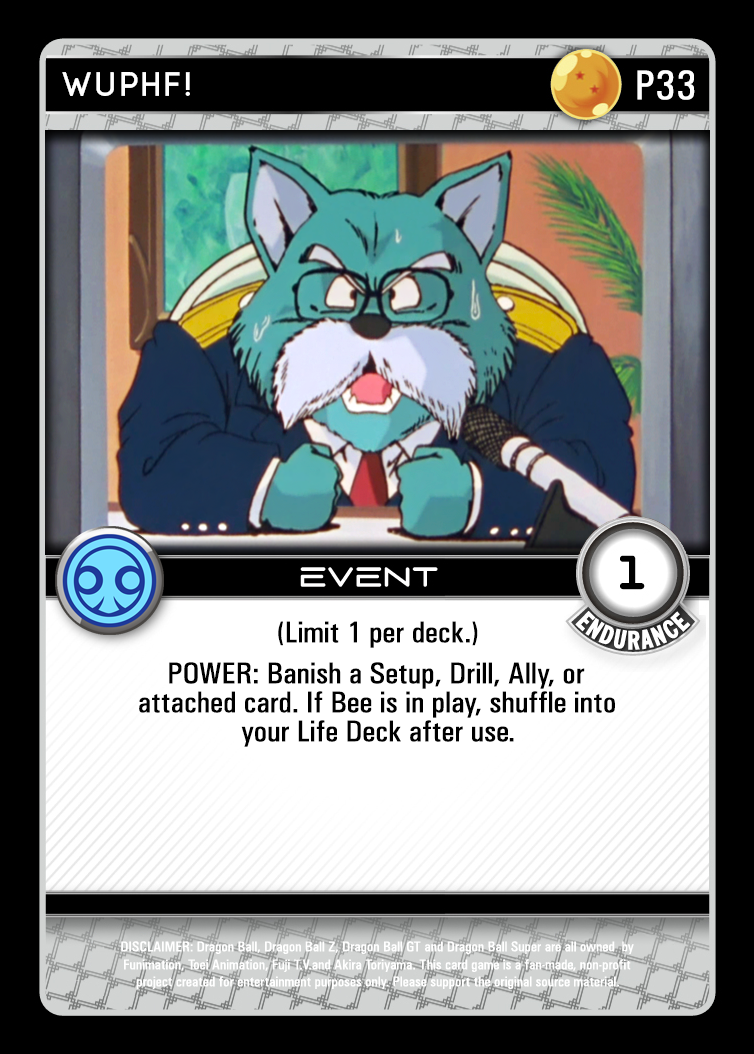 WUPHF!
P33
EVENT
1
ENDURANCE
(Limit 1 per deck.)
POWER: Banish a Setup, Drill, Ally, or
attached card. If Bee is in play, shuffle into
your Life Deck after use.
DISCLAIMER: Dragon Ball, Dragon Ball Z, Dragon Ball GT and Dragon Ball Super are all owned by
Funimation, Toei Animation, Fuji T.V.and Akira Toriyama. This card game is a fan-made, non-profit
project created for entertainment purposes only. Please support the original source material.